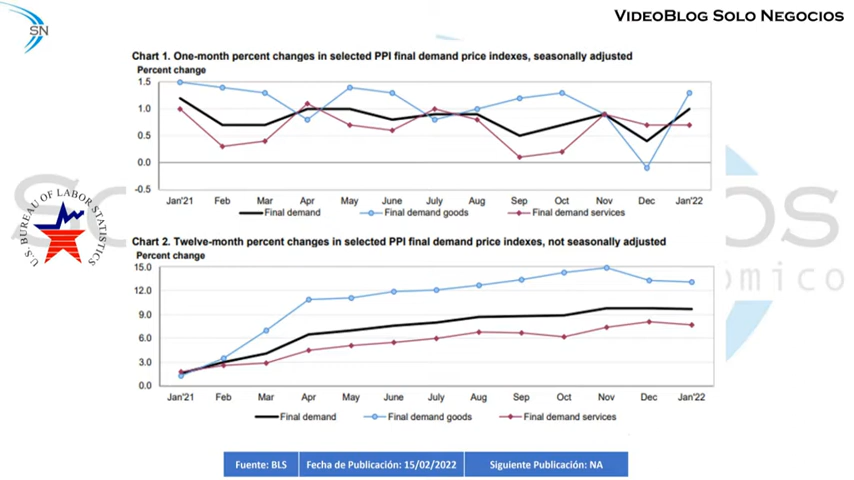 SN
VideoBlog Solo Negocios
Chart 1. One-month percent changes in selected PPI final demand price indexes, seasonally adjusted
Percent change
1.5
1.0
0.5
0.0
-0.5
Jan'21 Feb Mar Apr May June July Aug Sep Oct Nov Dec Jan'22
Final demand Final demand goods Final demand services
U.S. BUREAU OF LABOR STATISTICS
Chart 2. Twelve-month percent changes in selected PPI final demand price indexes, not seasonally adjusted
Percent change
15.0
12.0
9.0
6.0
3.0
0.0
Jan'21 Feb Mar Apr May June July Aug Sep Oct Nov Dec Jan'22
Final demand Final demand goods Final demand services
Fuente: BLS Fecha de Publicación: 15/02/2022 Siguiente Publicación: NA